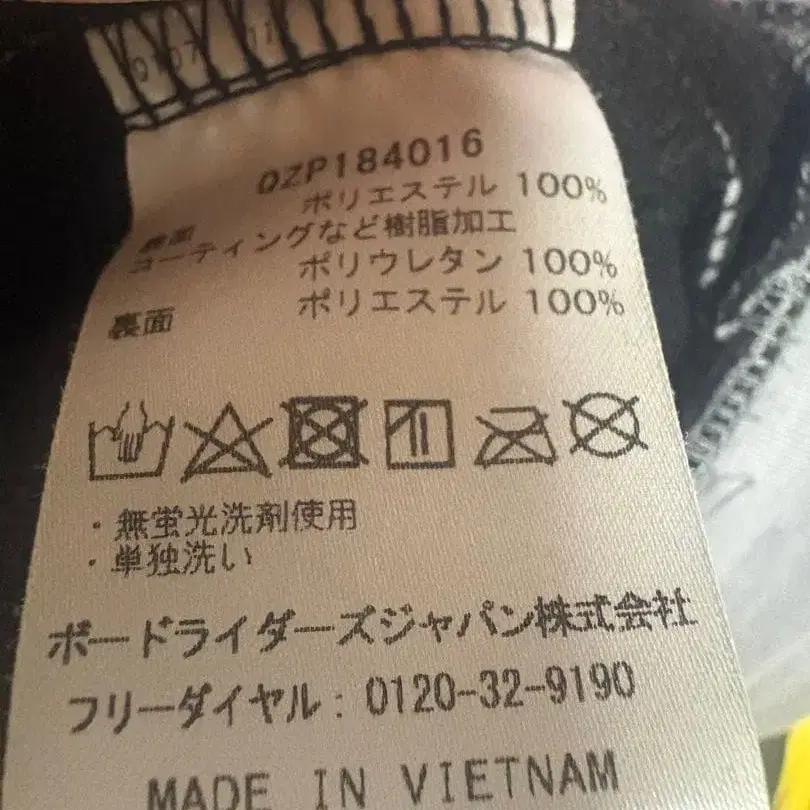 0ZP184016
表面 ポリエステル 100%
コーティングなど樹脂加工
ポリウレタン 100%
裏面 ポリエステル 100%
・無蛍光洗剤使用
・単独洗い
ボードライダーズジャパン株式会社
フリーダイヤル：0120-32-9190
MADE IN VIETNAM